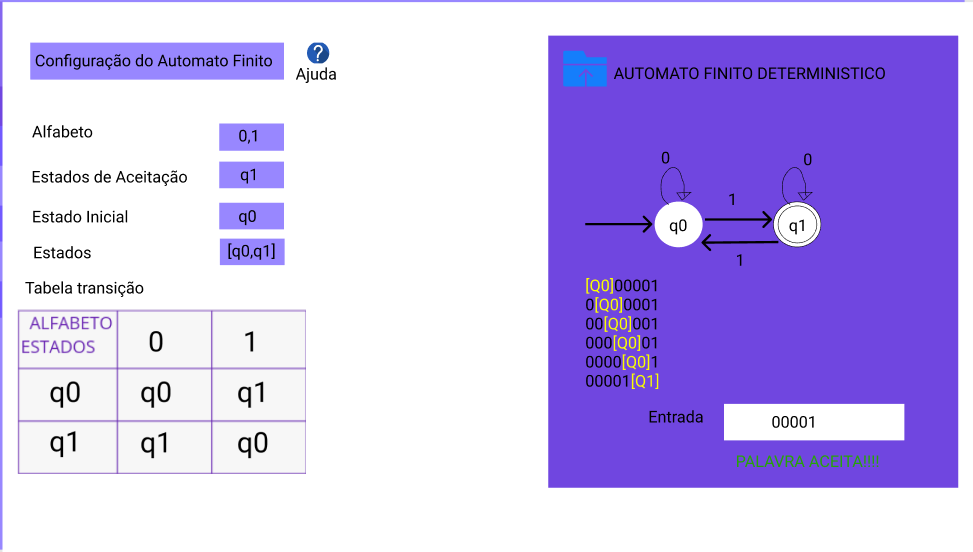 Configuração do Automato Finito
?
Ajuda
Alfabeto 0,1
Estados de Aceitação q1
Estado Inicial q0
Estados [q0,q1]
Tabela transição
ALFABETO
ESTADOS 0 1
q0 q0 q1
q1 q1 q0
AUTOMATO FINITO DETERMINISTICO
0 0
1
q0 q1
1
[Q0]00001
0[Q0]0001
00[Q0]001
000[Q0]01
0000[Q0]1
00001[Q1]
Entrada 00001
PALAVRA ACEITA!!!!